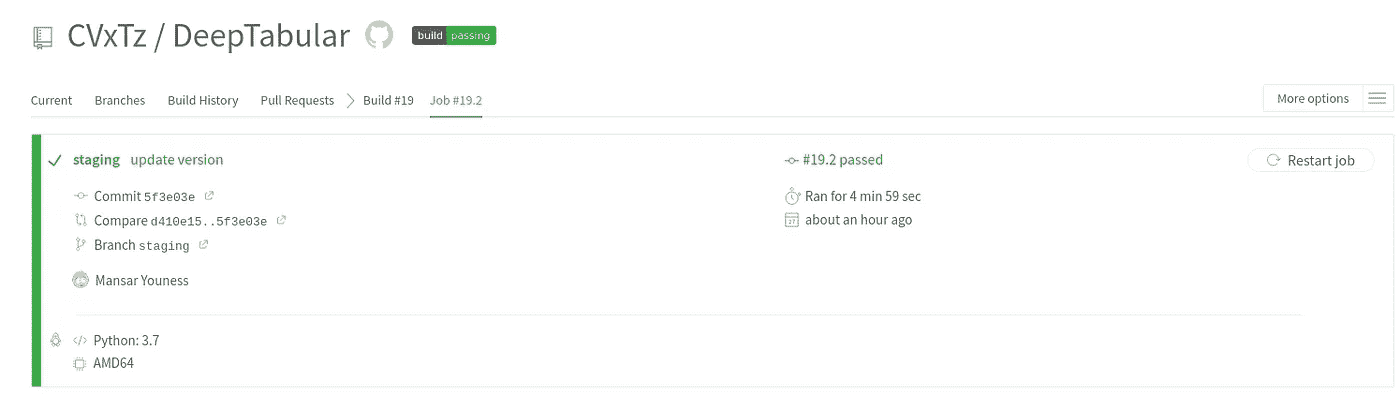 CVxTz / DeepTabular build passing
Current Branches Build History Pull Requests Build #19 Job #19.2 More options
staging update version #19.2 passed Restart job
Commit 5f3e03e Ran for 4 min 59 sec
Compare d410e15..5f3e03e about an hour ago
Branch staging
Mansar Youness
Python: 3.7
AMD64